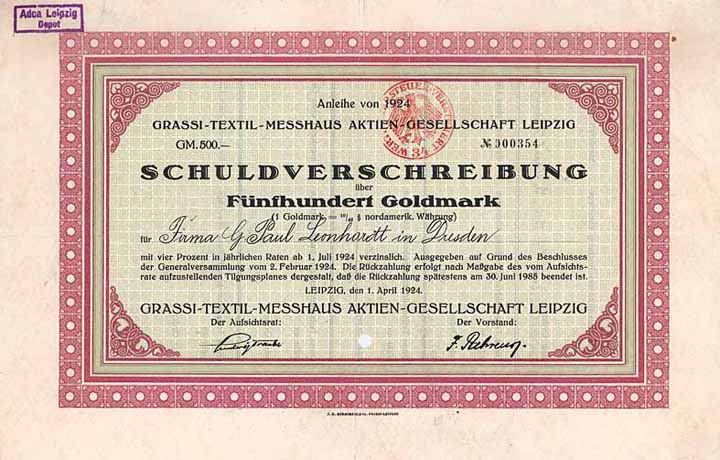 Adca Leipzig
Depot
Anleihe von 1924
GRASSI-TEXTIL-MESSHAUS AKTIEN-GESELLSCHAFT LEIPZIG
GM. 500.— № 000354
SCHULDVERSCHREIBUNG
über
Fünfhundert Goldmark
(1 Goldmark = ¹⁰/₄₂ $ nordamerik. Währung)
für Firma G. Paul Leonhardt in Dresden
mit vier Prozent in jährlichen Raten ab 1. Juli 1924 verzinslich. Ausgegeben auf Grund des Beschlusses
der Generalversammlung vom 2. Februar 1924. Die Rückzahlung erfolgt nach Maßgabe des vom Aufsichts-
rate aufzustellenden Tilgungsplanes dergestalt, daß die Rückzahlung spätestens am 30. Juni 1985 beendet ist.
LEIPZIG, den 1. April 1924.
GRASSI-TEXTIL-MESSHAUS AKTIEN-GESELLSCHAFT LEIPZIG
Der Aufsichtsrat: Der Vorstand: